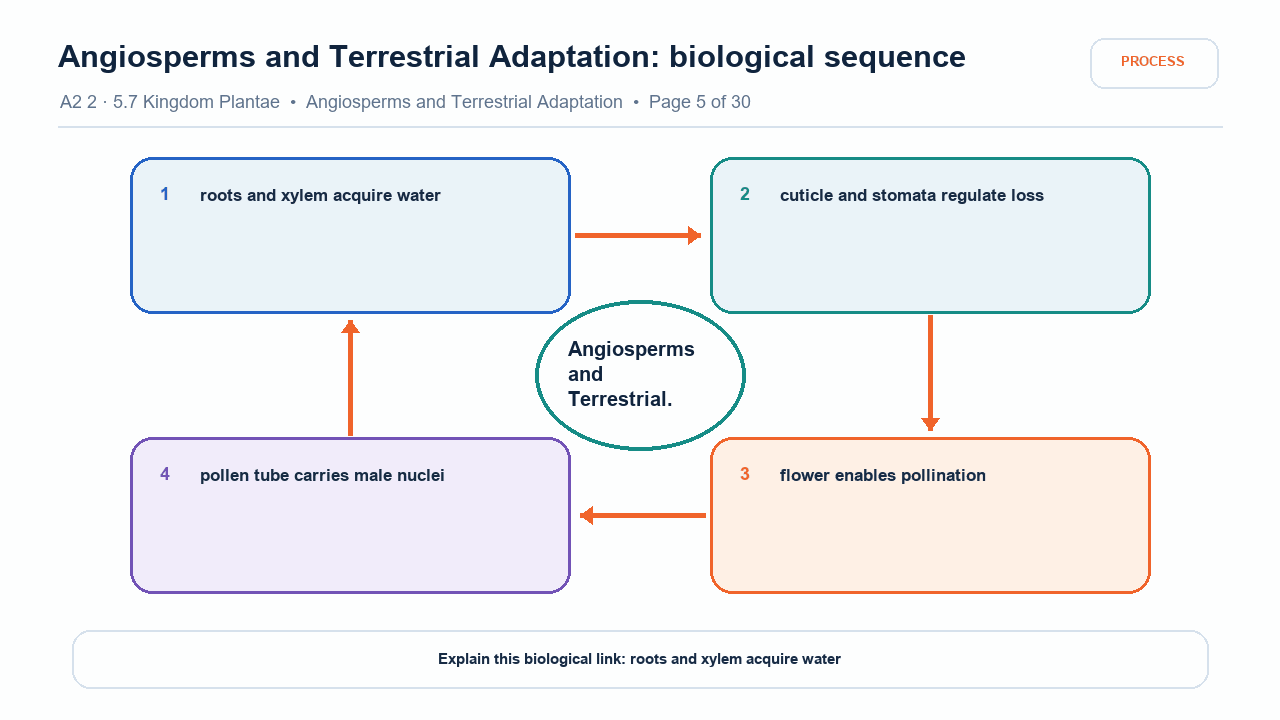 Angiosperms and Terrestrial Adaptation: biological sequence
PROCESS
A2 2 · 5.7 Kingdom Plantae • Angiosperms and Terrestrial Adaptation • Page 5 of 30
1 roots and xylem acquire water
2 cuticle and stomata regulate loss
Angiosperms
and
Terrestrial.
4 pollen tube carries male nuclei
3 flower enables pollination
Explain this biological link: roots and xylem acquire water